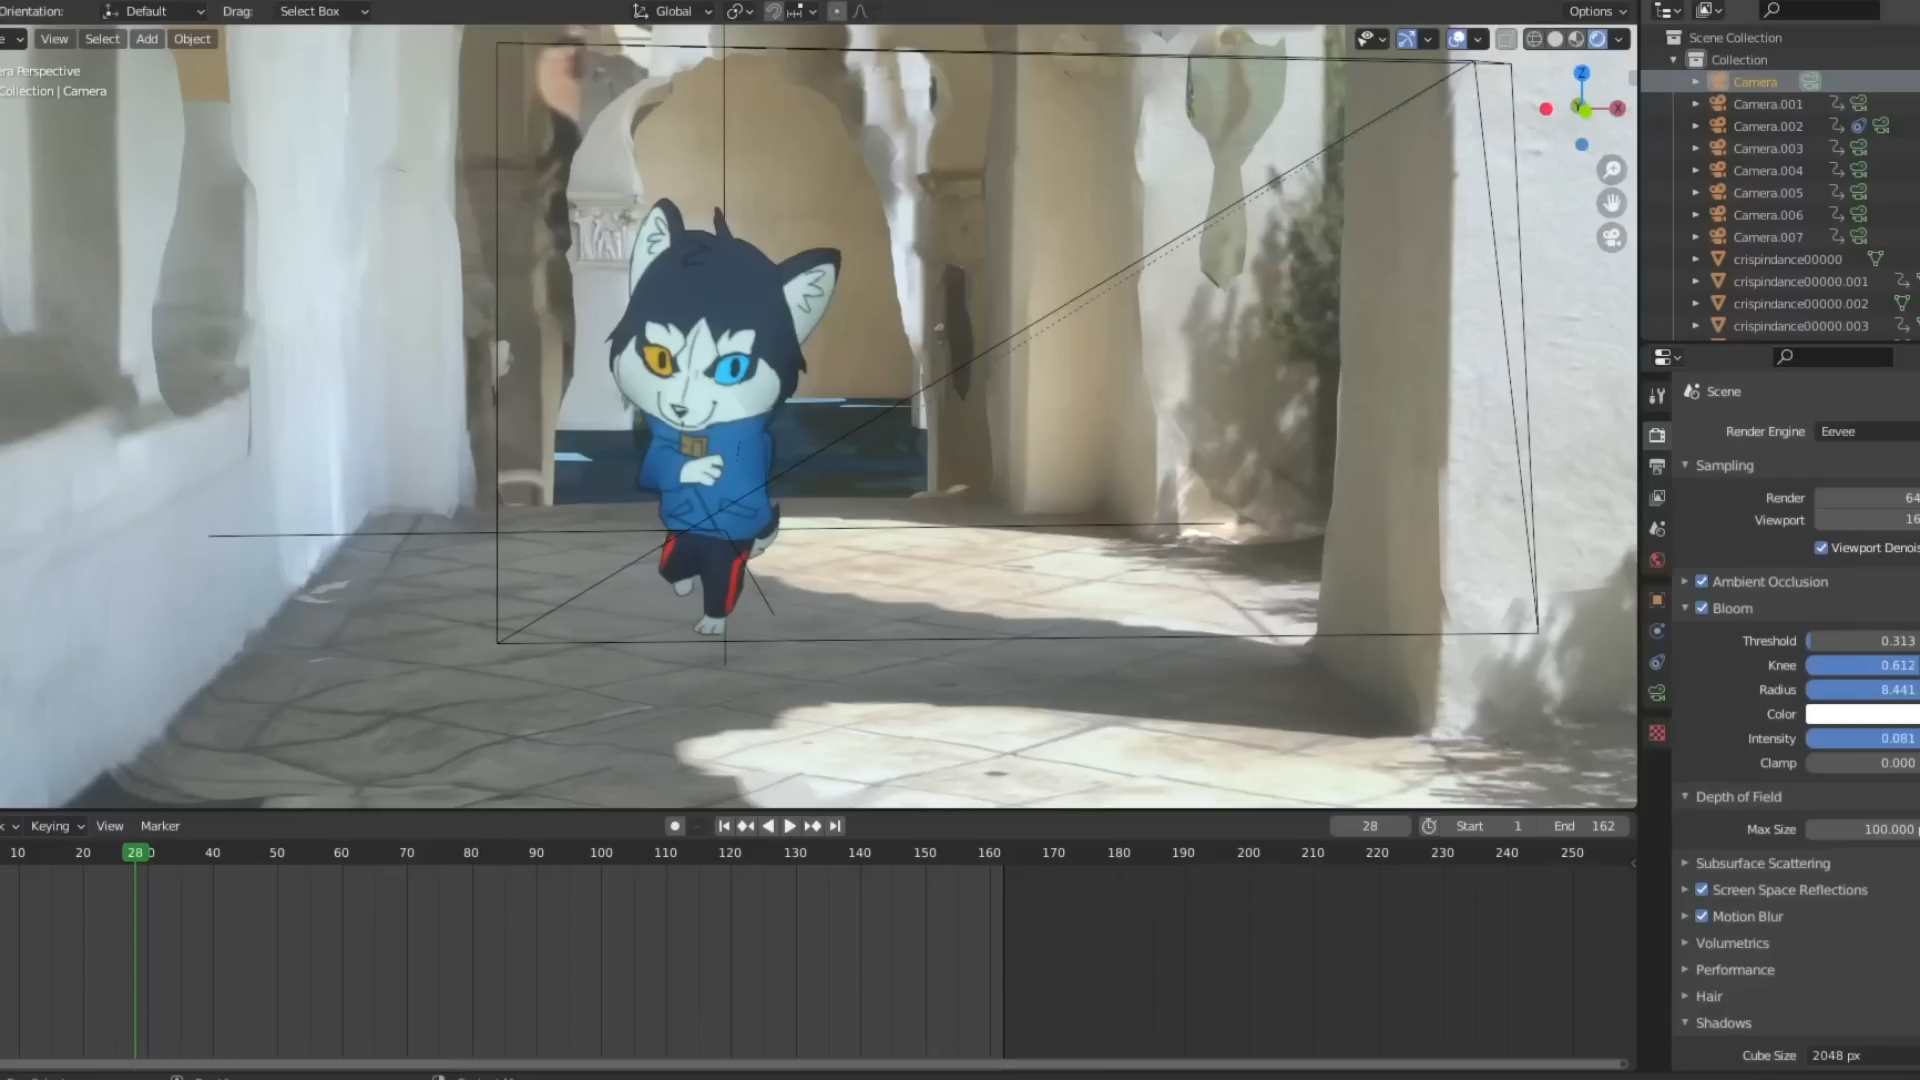 Orientation:
Default
Drag:
Select Box
Global
Options
View
Select
Add
Object
era Perspective
Collection | Camera
Z
Y
X
Scene Collection
Collection
Camera
Camera.001
Camera.002
Camera.003
Camera.004
Camera.005
Camera.006
Camera.007
crispindance00000
crispindance00000.001
crispindance00000.002
crispindance00000.003
Scene
Render Engine
Eevee
Sampling
Render
64
Viewport
16
Viewport Denois
Ambient Occlusion
Bloom
Threshold
0.313
Knee
0.612
Radius
8.441
Color
Intensity
0.081
Clamp
0.000
Depth of Field
Max Size
100.000
Subsurface Scattering
Screen Space Reflections
Motion Blur
Volumetrics
Performance
Hair
Shadows
Cube Size
2048 px
Keying
View
Marker
28
Start 1
End 162
10 20 28 0 40 50 60 70 80 90 100 110 120 130 140 150 160 170 180 190 200 210 220 230 240 250